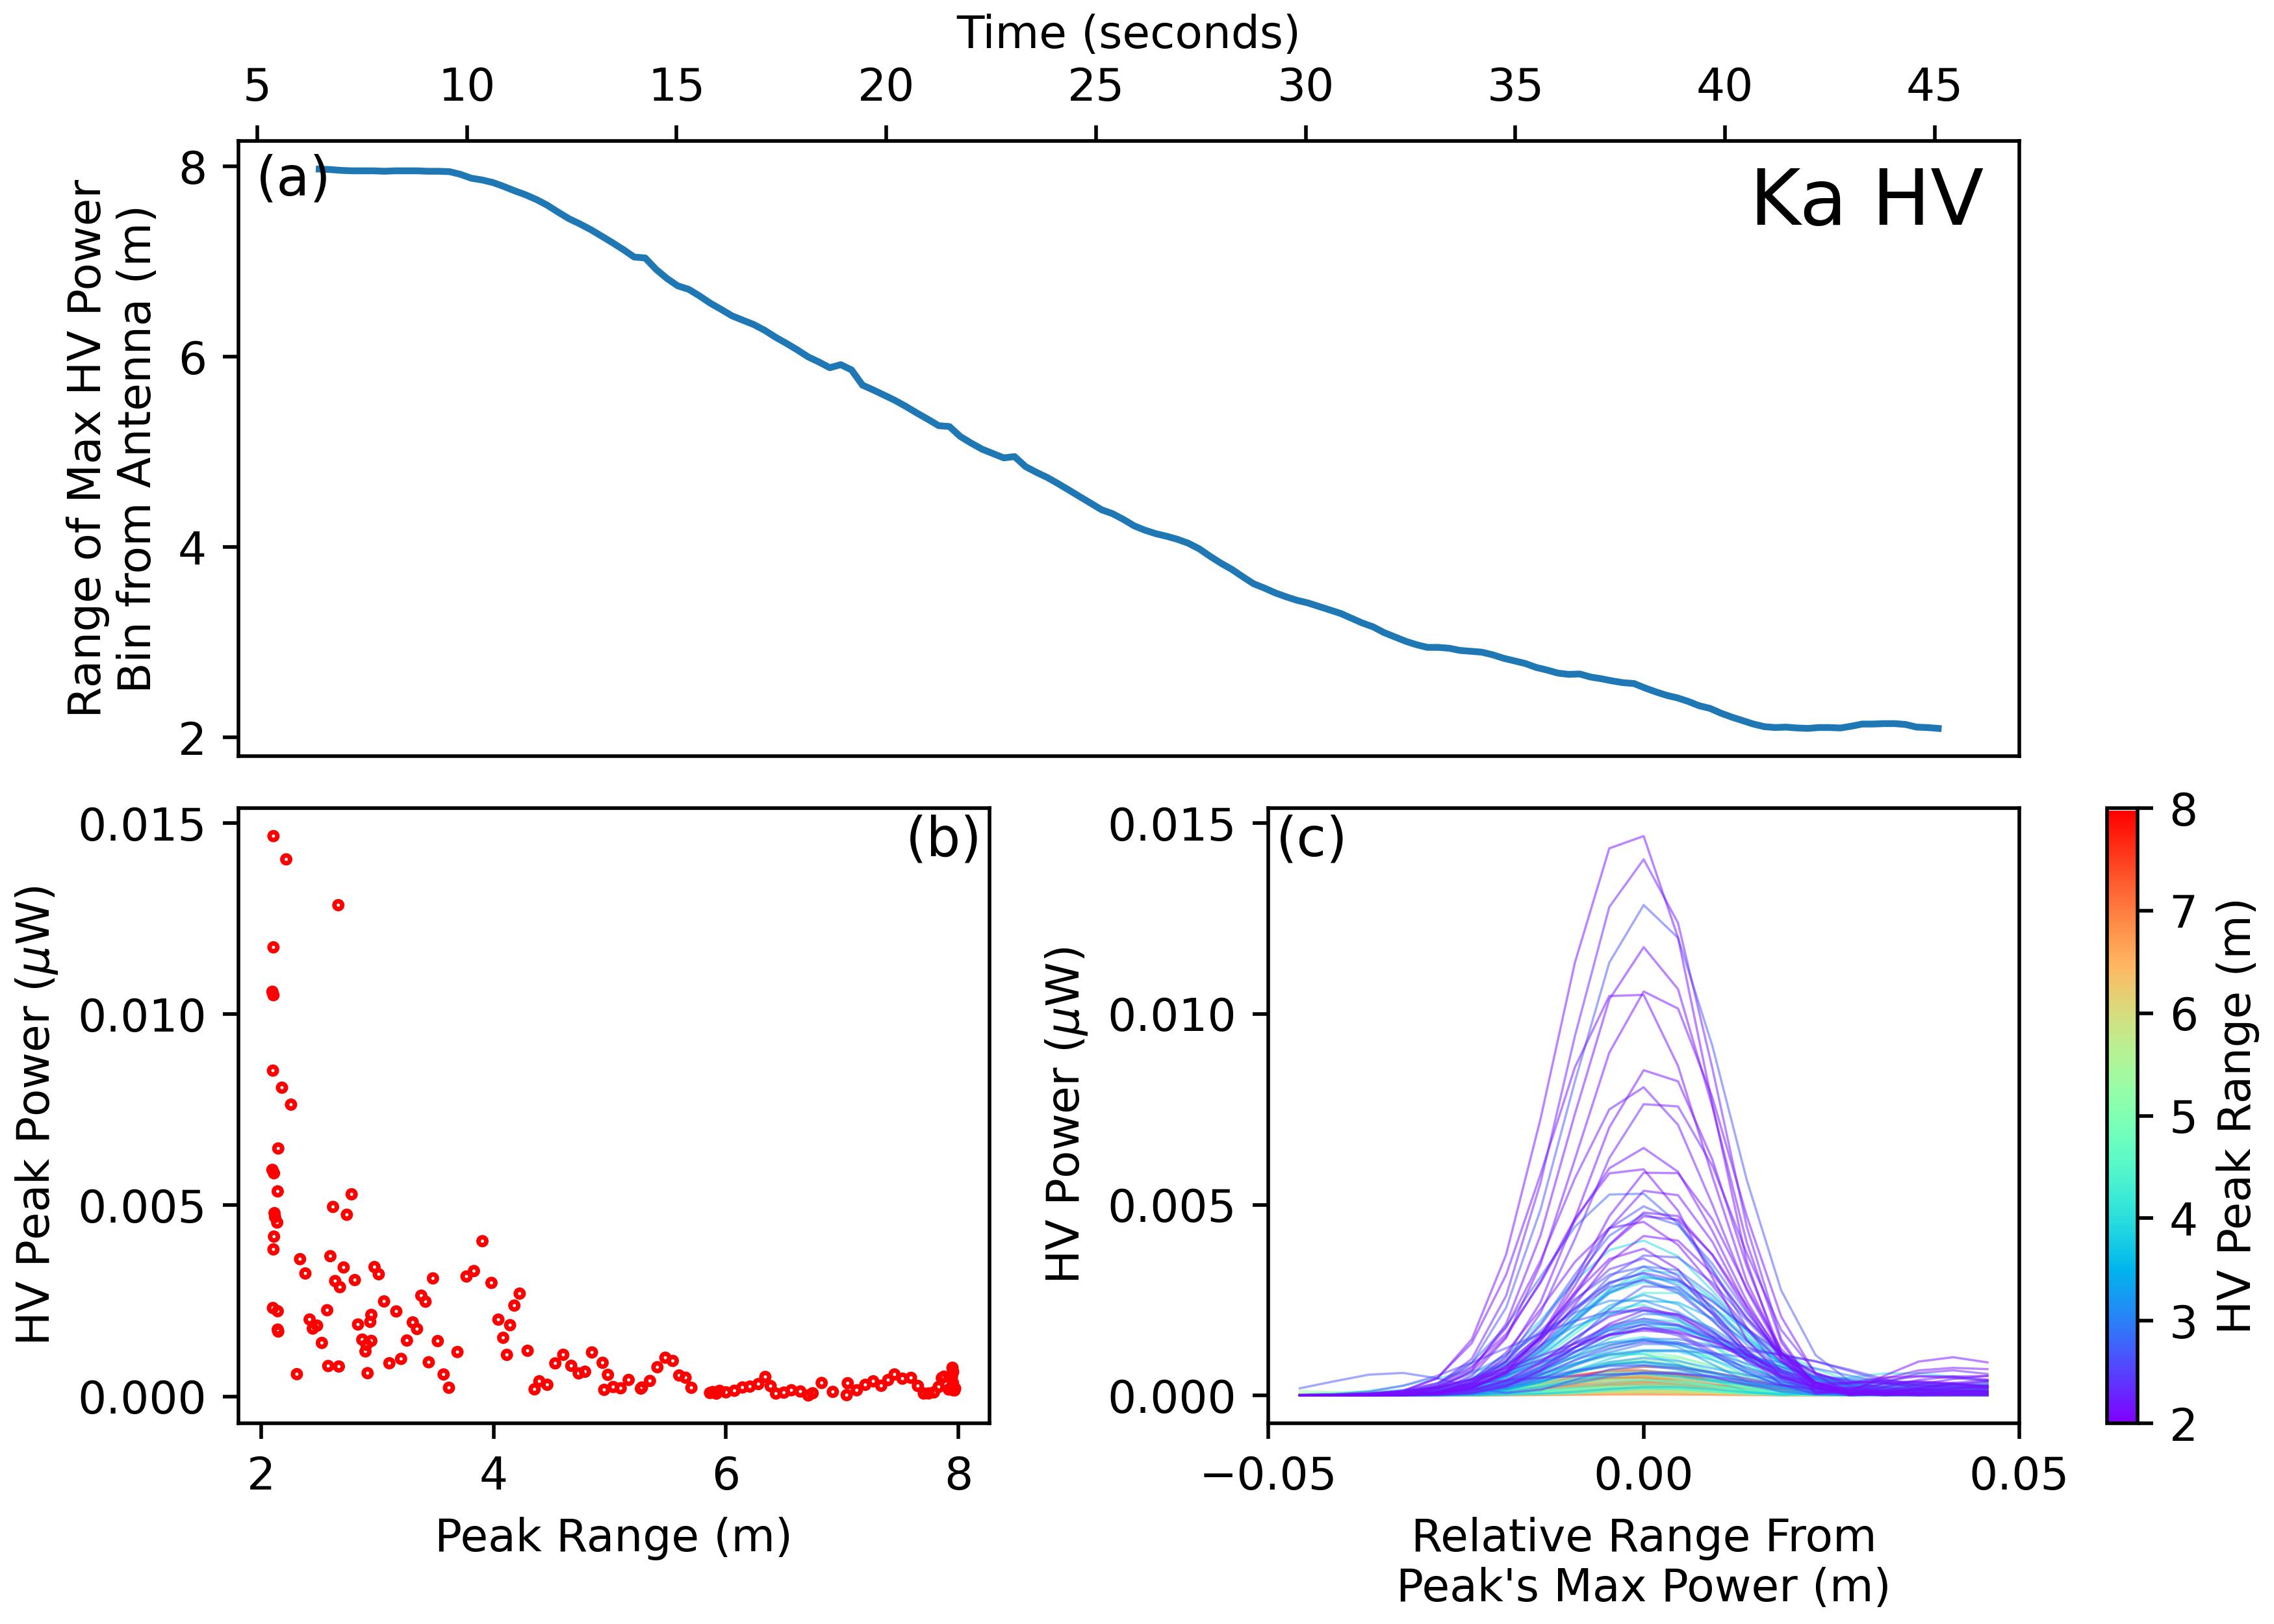 Time (seconds)
5 10 15 20 25 30 35 40 45
(a)
Ka HV
Range of Max HV Power
Bin from Antenna (m)
8
6
4
2
(b)
HV Peak Power (μW)
0.015
0.010
0.005
0.000
2 4 6 8
Peak Range (m)
(c)
HV Power (μW)
0.015
0.010
0.005
0.000
−0.05 0.00 0.05
Relative Range From
Peak's Max Power (m)
8
7
6
5
4
3
2
HV Peak Range (m)